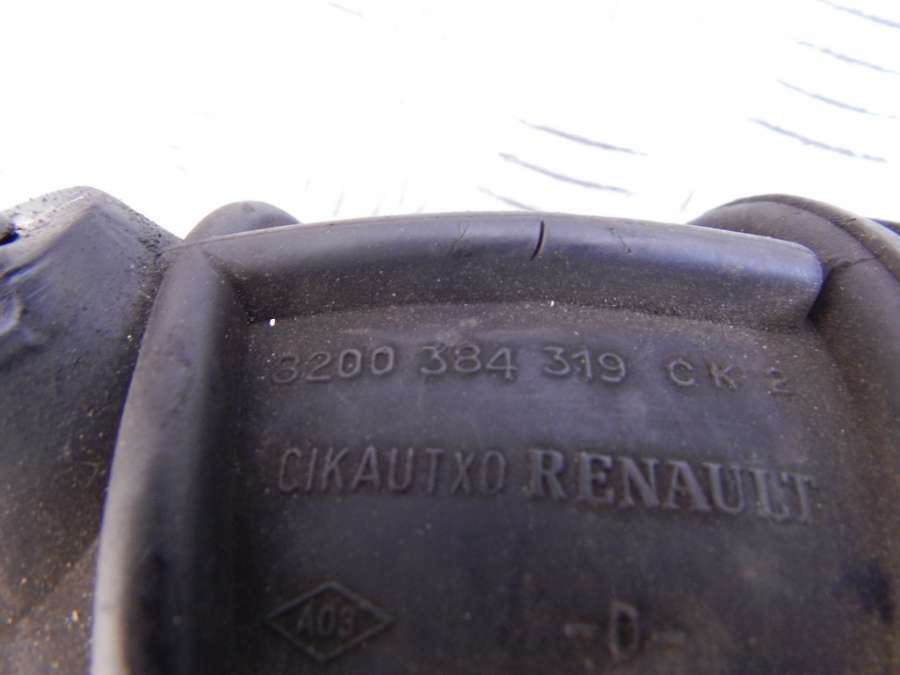 8200 384 319 CK 2
CIKAUTXO RENAULT
A03 -D-